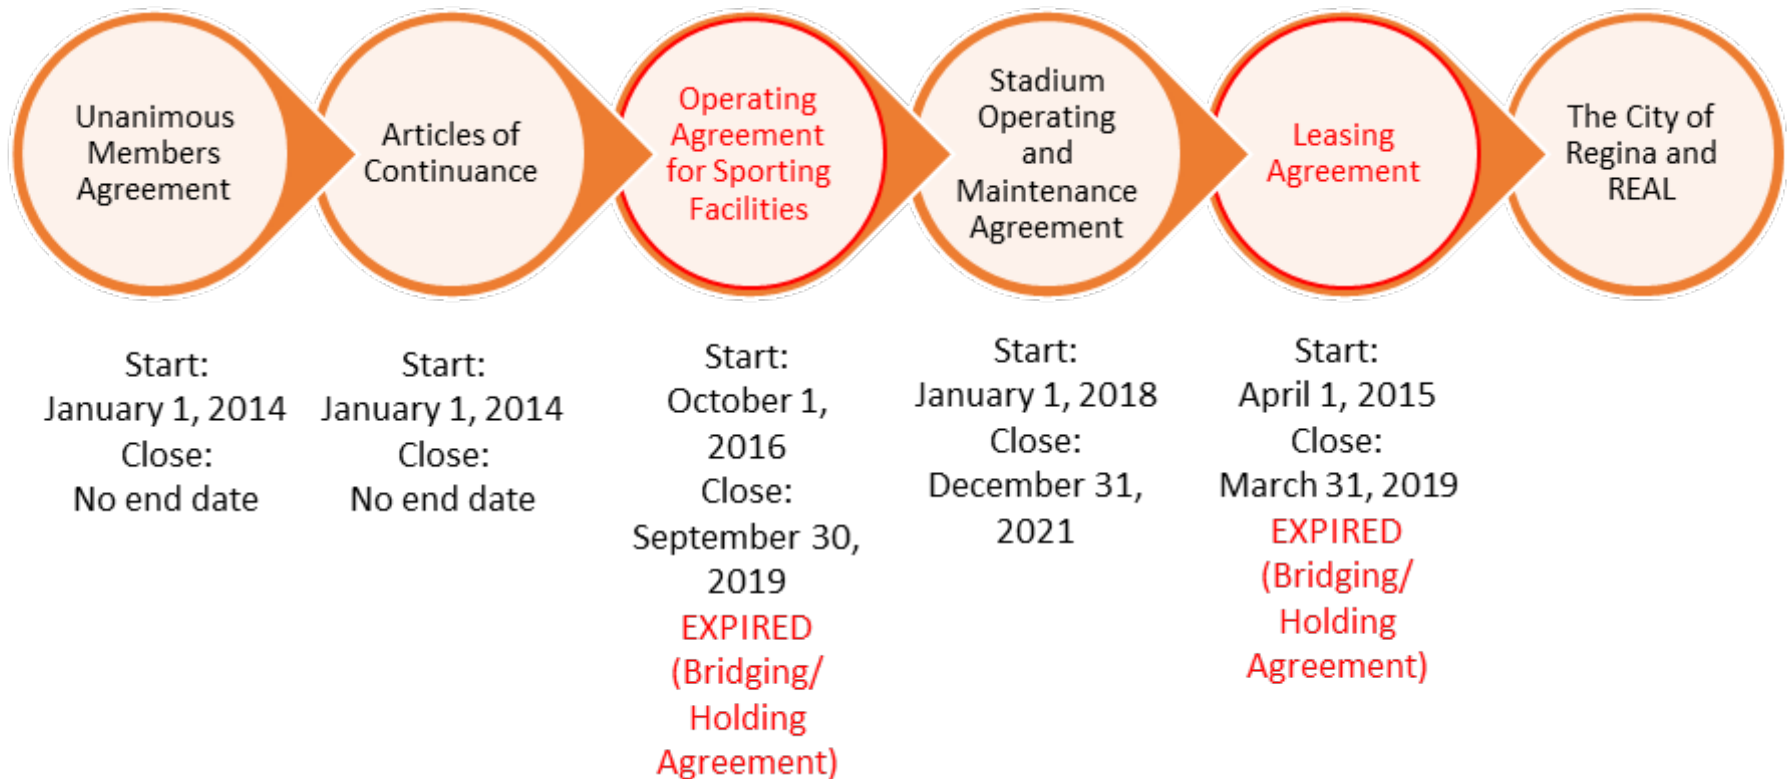 Unanimous
Members
Agreement
Articles of
Continuance
Operating
Agreement
for Sporting
Facilities
Stadium
Operating
and
Maintenance
Agreement
Leasing
Agreement
The City of
Regina and
REAL
Start:
January 1, 2014
Close:
No end date
Start:
January 1, 2014
Close:
No end date
Start:
October 1,
2016
Close:
September 30,
2019
EXPIRED
(Bridging/
Holding
Agreement)
Start:
January 1, 2018
Close:
December 31,
2021
Start:
April 1, 2015
Close:
March 31, 2019
EXPIRED
(Bridging/
Holding
Agreement)